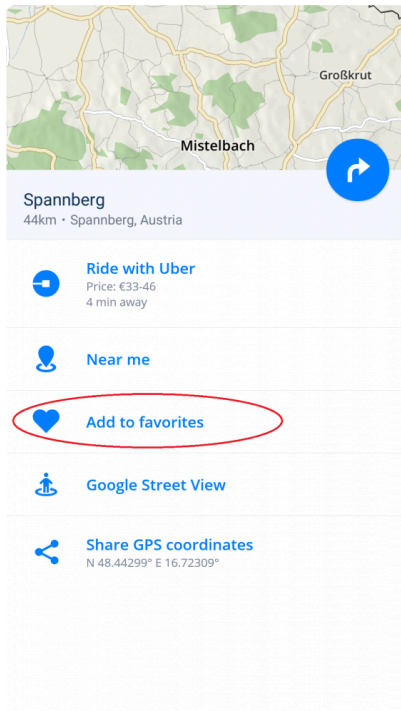 Großkrut
Mistelbach
Spannberg
44km • Spannberg, Austria
Ride with Uber
Price: €33-46
4 min away
Near me
Add to favorites
Google Street View
Share GPS coordinates
N 48.44299° E 16.72309°